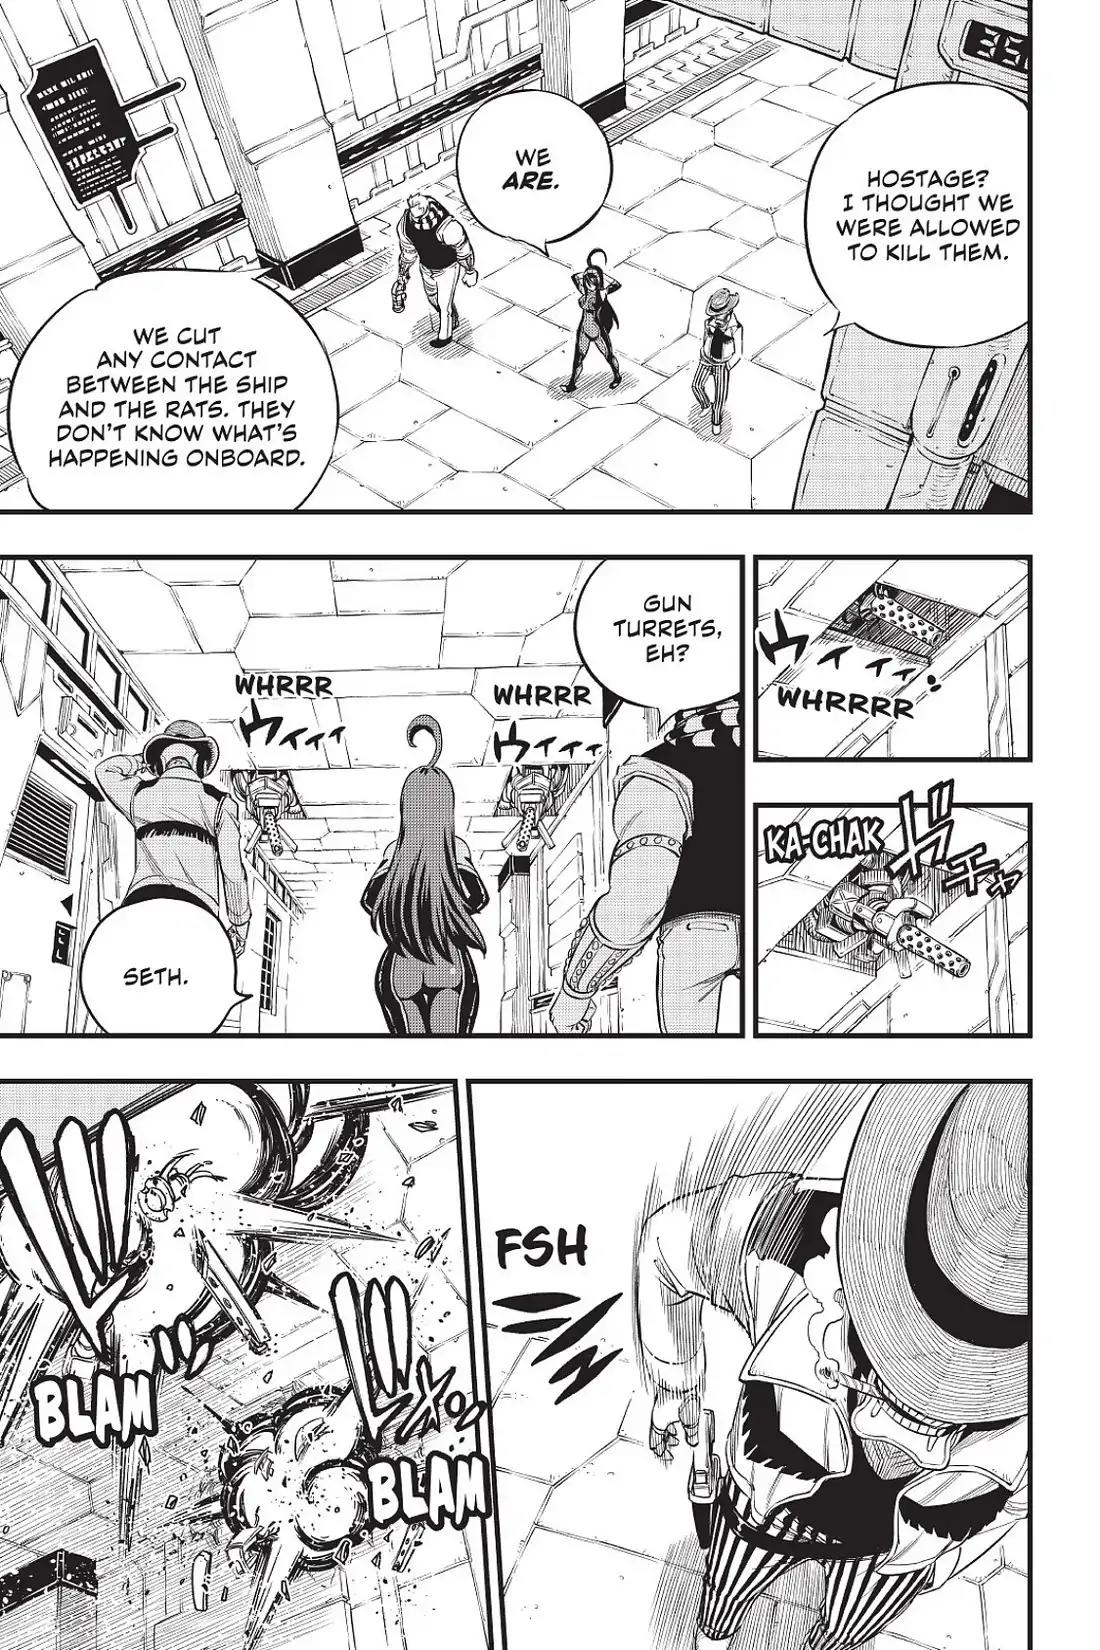 35
HOSTAGE?
I THOUGHT WE
WERE ALLOWED
TO KILL THEM.
WE
ARE.
WE CUT
ANY CONTACT
BETWEEN THE SHIP
AND THE RATS. THEY
DON'T KNOW WHAT'S
HAPPENING ONBOARD.
ウィィィ
WHRRRR
KA-CHAK
ドチャ
GUN
TURRETS,
EH?
WHRRR
ウィィィ
WHRRR
ウィィィ
SETH.
FSH
BLAM
BLAM